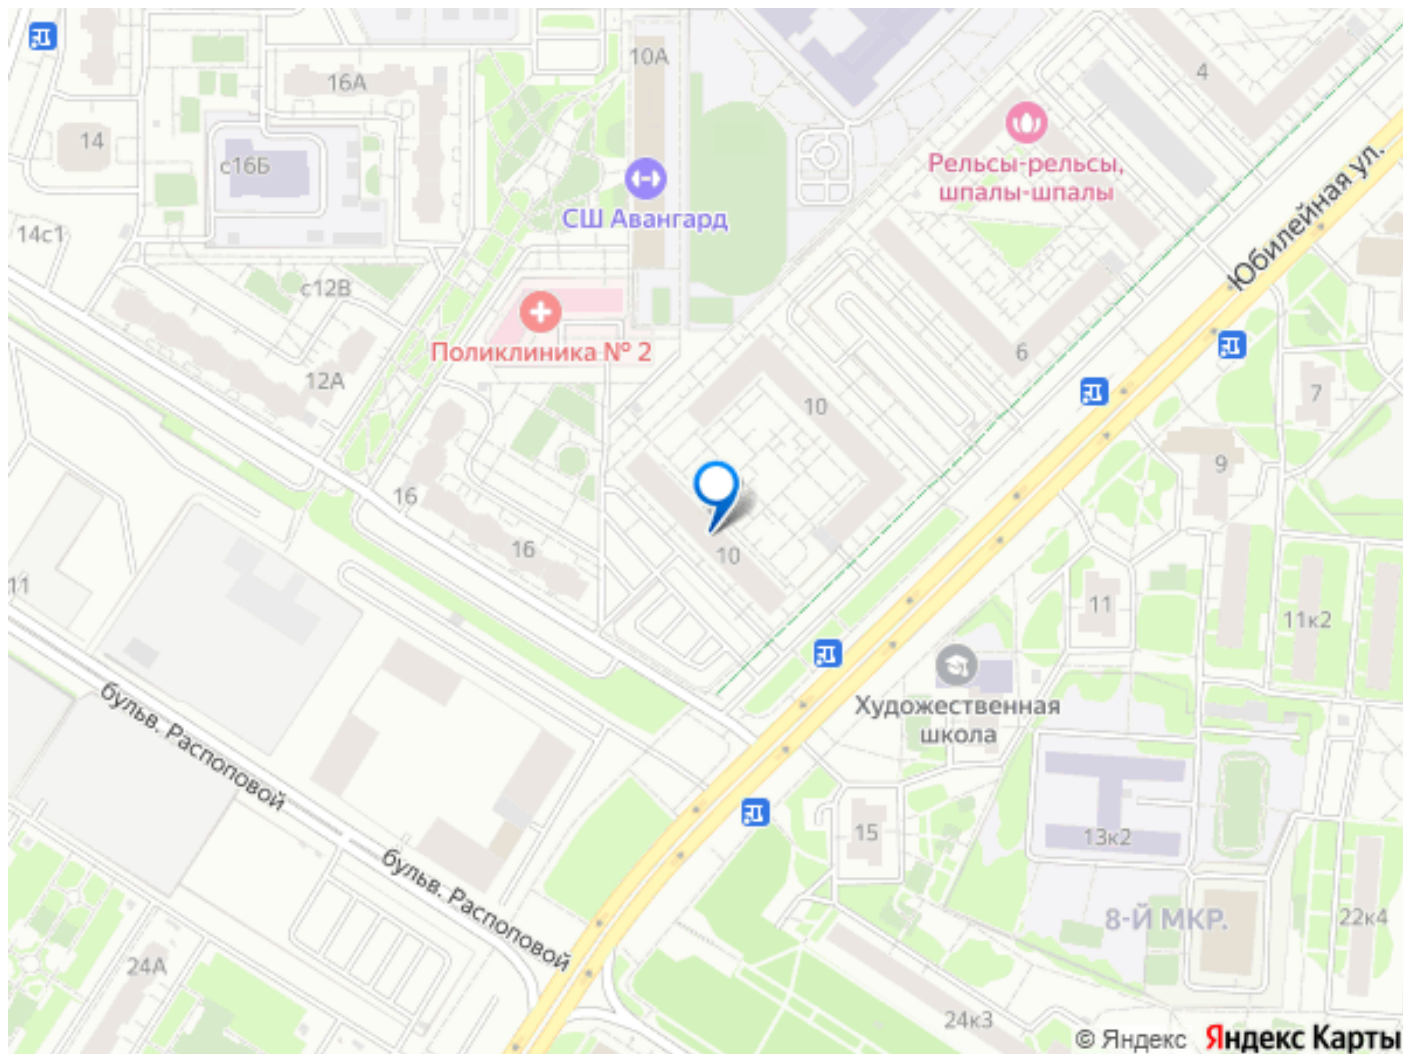 10А
16А
4
14
с16Б
Рельсы-рельсы,
шпалы-шпалы
Юбилейная ул.
СШ Авангард
14с1
с12В
Поликлиника № 2
6
12А
7
10
9
16
16
10
11
11
11к2
Художественная
школа
бульв. Распоповой
15
13к2
бульв. Распоповой
8-Й МКР.
22к4
24А
24к3
© Яндекс
Яндекс Карты